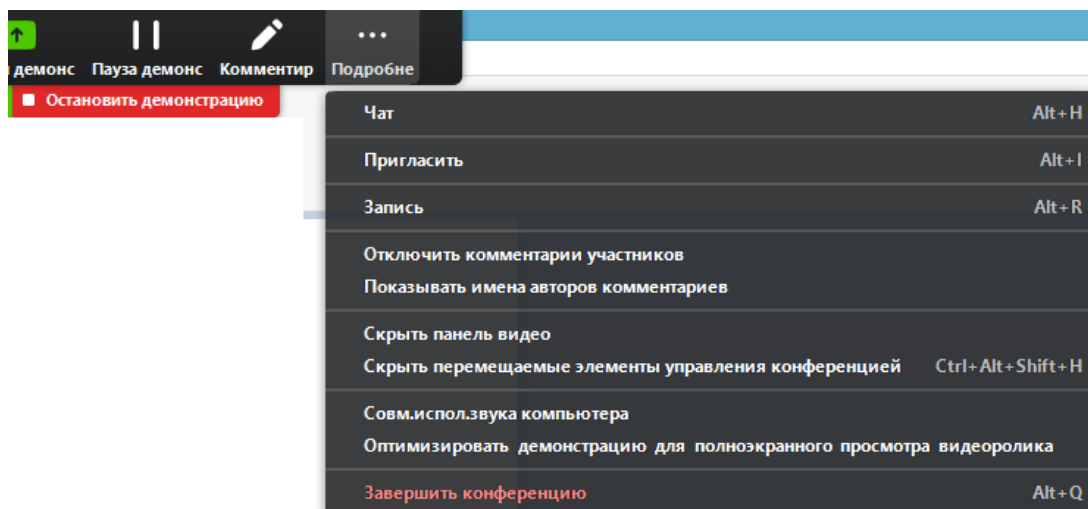 демонс Пауза демонс Комментир Подробне
Остановить демонстрацию
Чат Alt+H
Пригласить Alt+I
Запись Alt+R
Отключить комментарии участников
Показывать имена авторов комментариев
Скрыть панель видео
Скрыть перемещаемые элементы управления конференцией Ctrl+Alt+Shift+H
Совм.испол.звука компьютера
Оптимизировать демонстрацию для полноэкранного просмотра видеоролика
Завершить конференцию Alt+Q